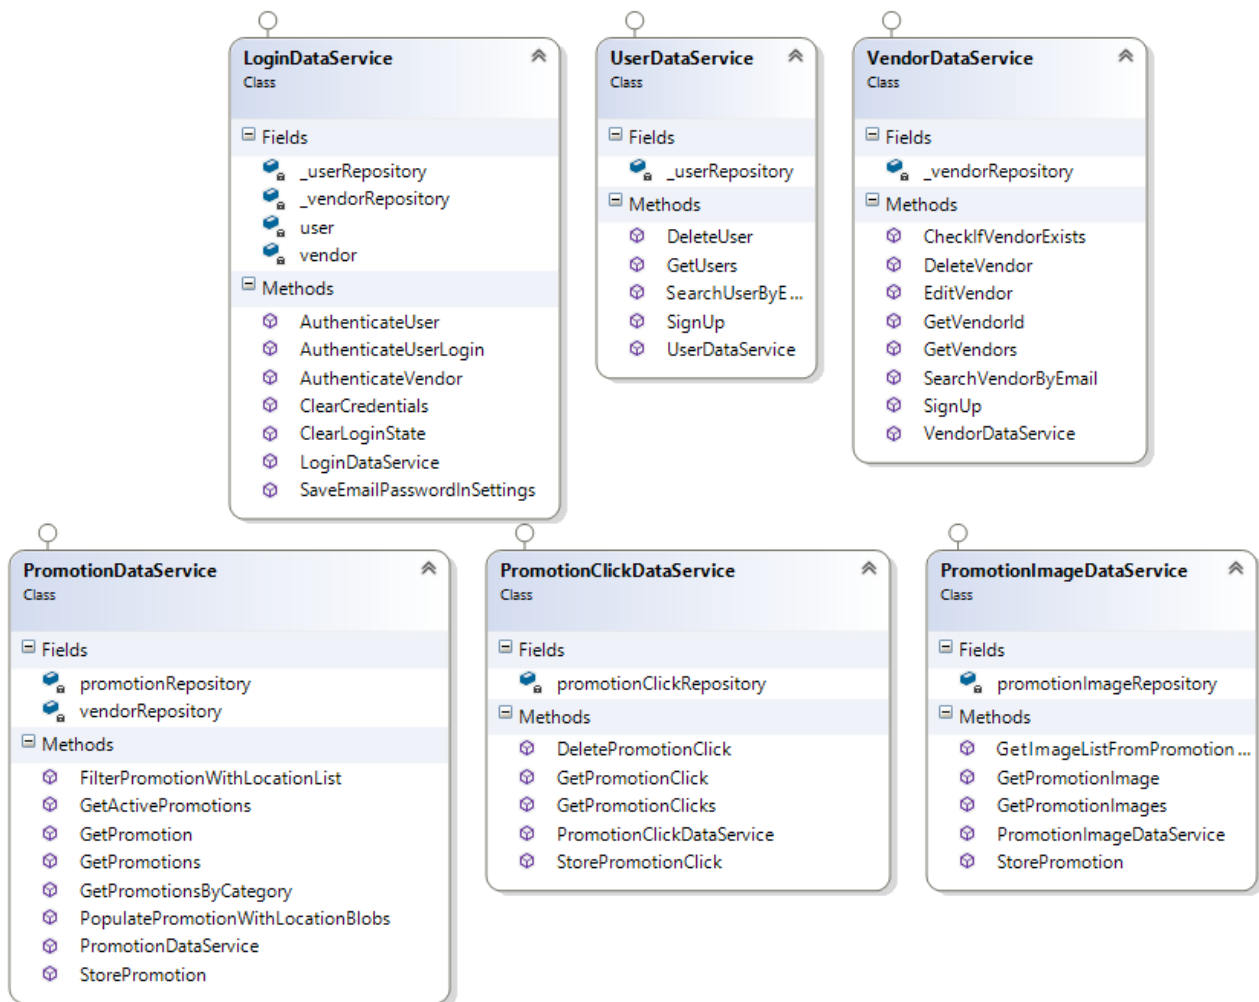 LoginDataService
Class
Fields
_userRepository
_vendorRepository
user
vendor
Methods
AuthenticateUser
AuthenticateUserLogin
AuthenticateVendor
ClearCredentials
ClearLoginState
LoginDataService
SaveEmailPasswordInSettings
UserDataService
Class
Fields
_userRepository
Methods
DeleteUser
GetUsers
SearchUserByE...
SignUp
UserDataService
VendorDataService
Class
Fields
_vendorRepository
Methods
CheckIfVendorExists
DeleteVendor
EditVendor
GetVendorId
GetVendors
SearchVendorByEmail
SignUp
VendorDataService
PromotionDataService
Class
Fields
promotionRepository
vendorRepository
Methods
FilterPromotionWithLocationList
GetActivePromotions
GetPromotion
GetPromotions
GetPromotionsByCategory
PopulatePromotionWithLocationBlobs
PromotionDataService
StorePromotion
PromotionClickDataService
Class
Fields
promotionClickRepository
Methods
DeletePromotionClick
GetPromotionClick
GetPromotionClicks
PromotionClickDataService
StorePromotionClick
PromotionImageDataService
Class
Fields
promotionImageRepository
Methods
GetImageListFromPromotion...
GetPromotionImage
GetPromotionImages
PromotionImageDataService
StorePromotion